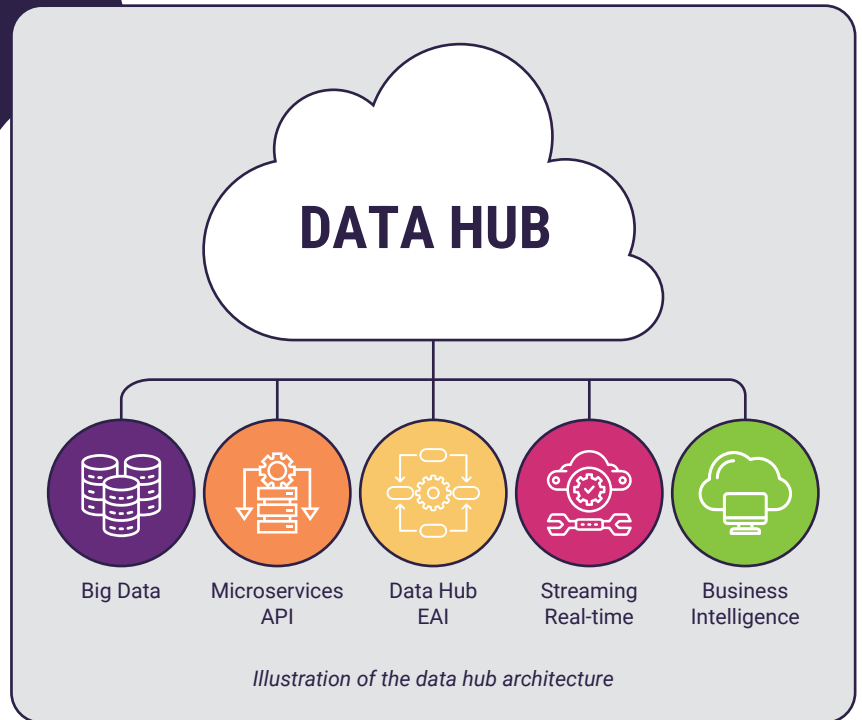 DATA HUB
Big Data
Microservices
API
Data Hub
EAI
Streaming
Real-time
Business
Intelligence
Illustration of the data hub architecture